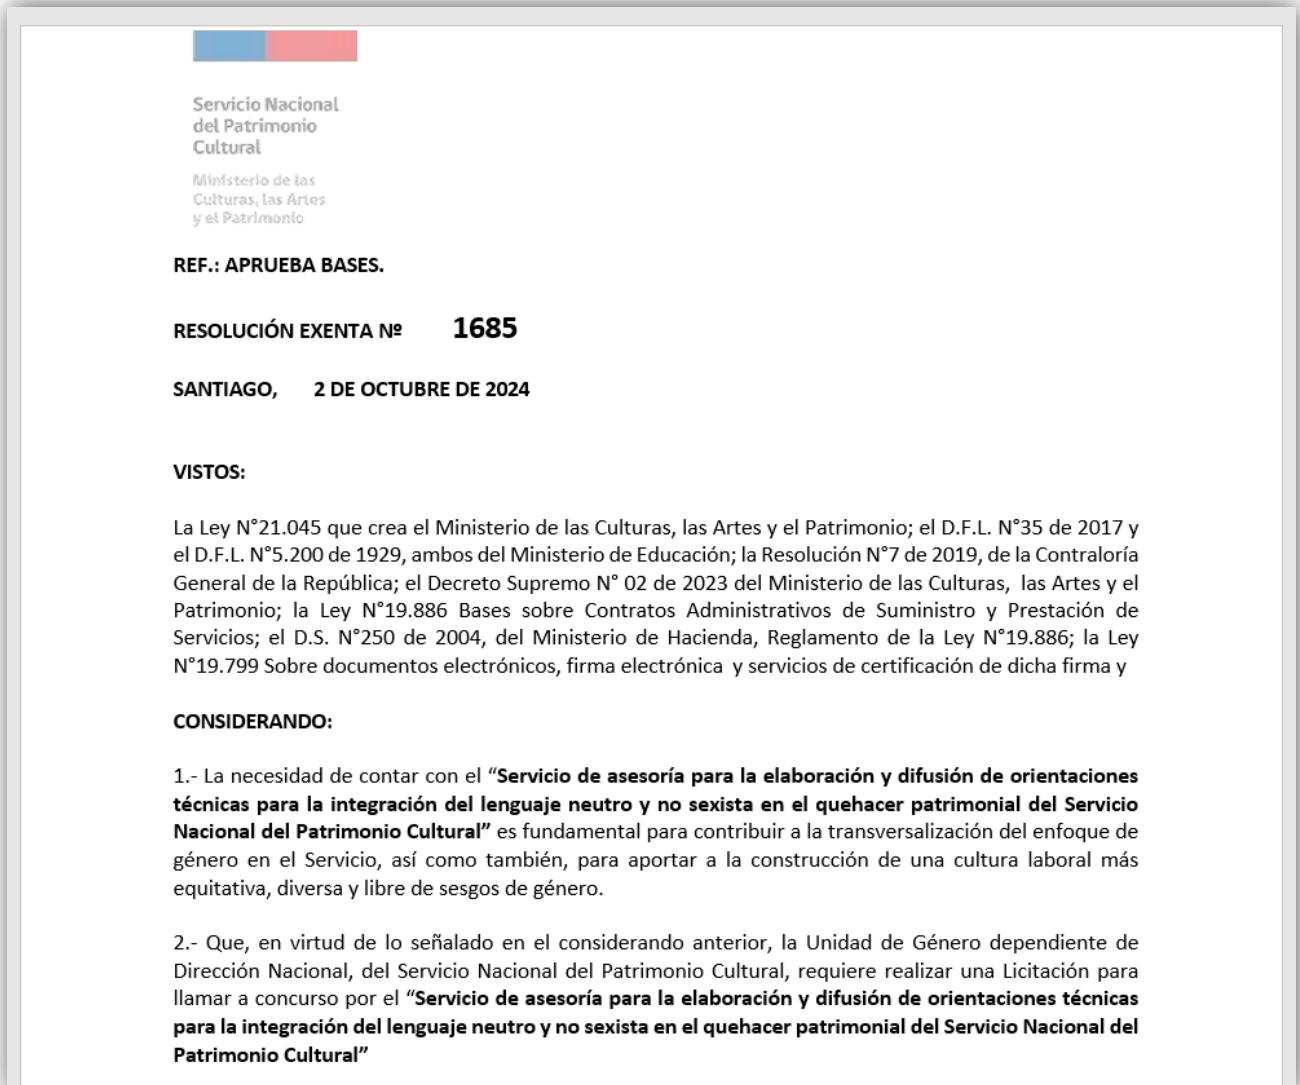 Servicio Nacional
del Patrimonio
Cultural
Ministerio de las
Culturas, las Artes
y el Patrimonio
REF.: APRUEBA BASES.
RESOLUCIÓN EXENTA Nº 1685
SANTIAGO, 2 DE OCTUBRE DE 2024
VISTOS:
La Ley N°21.045 que crea el Ministerio de las Culturas, las Artes y el Patrimonio; el D.F.L. N°35 de 2017 y
el D.F.L. N°5.200 de 1929, ambos del Ministerio de Educación; la Resolución N°7 de 2019, de la Contraloría
General de la República; el Decreto Supremo N° 02 de 2023 del Ministerio de las Culturas, las Artes y el
Patrimonio; la Ley N°19.886 Bases sobre Contratos Administrativos de Suministro y Prestación de
Servicios; el D.S. N°250 de 2004, del Ministerio de Hacienda, Reglamento de la Ley N°19.886; la Ley
N°19.799 Sobre documentos electrónicos, firma electrónica y servicios de certificación de dicha firma y
CONSIDERANDO:
1.- La necesidad de contar con el “Servicio de asesoría para la elaboración y difusión de orientaciones
técnicas para la integración del lenguaje neutro y no sexista en el quehacer patrimonial del Servicio
Nacional del Patrimonio Cultural” es fundamental para contribuir a la transversalización del enfoque de
género en el Servicio, así como también, para aportar a la construcción de una cultura laboral más
equitativa, diversa y libre de sesgos de género.
2.- Que, en virtud de lo señalado en el considerando anterior, la Unidad de Género dependiente de
Dirección Nacional, del Servicio Nacional del Patrimonio Cultural, requiere realizar una Licitación para
llamar a concurso por el “Servicio de asesoría para la elaboración y difusión de orientaciones técnicas
para la integración del lenguaje neutro y no sexista en el quehacer patrimonial del Servicio Nacional del
Patrimonio Cultural”